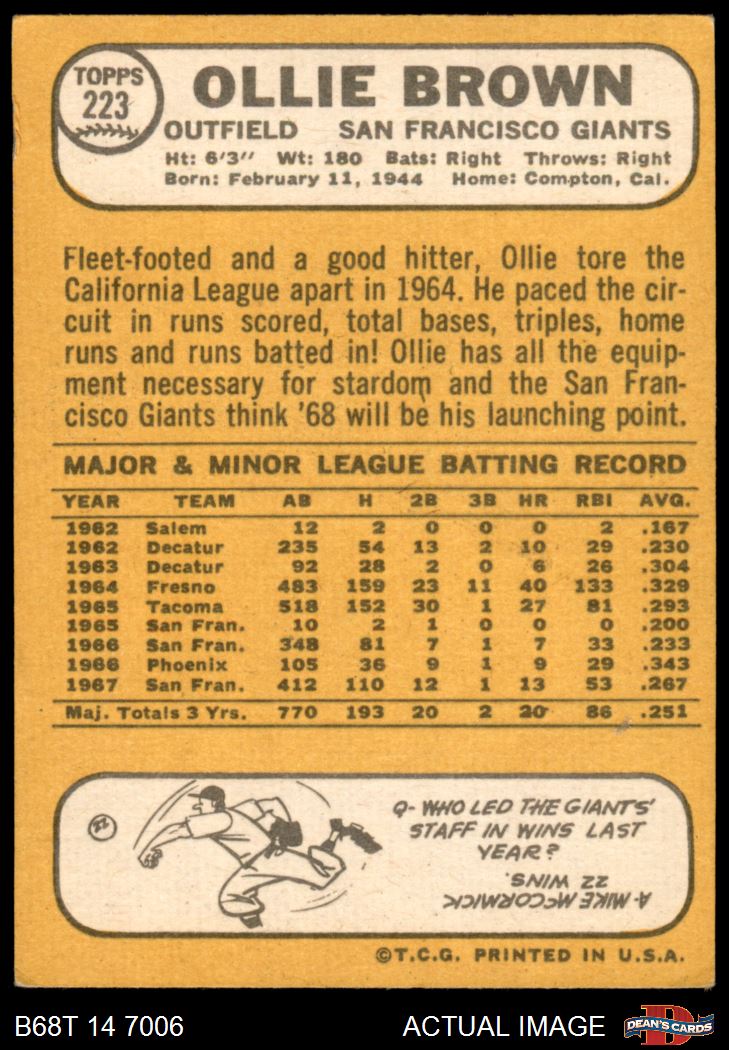 TOPPS
223
OLLIE BROWN
OUTFIELD SAN FRANCISCO GIANTS
Ht: 6'3" Wt: 180 Bats: Right Throws: Right
Born: February 11, 1944 Home: Compton, Cal.
Fleet-footed and a good hitter, Ollie tore the
California League apart in 1964. He paced the cir-
cuit in runs scored, total bases, triples, home
runs and runs batted in! Ollie has all the equip-
ment necessary for stardom and the San Fran-
cisco Giants think '68 will be his launching point.
MAJOR & MINOR LEAGUE BATTING RECORD
YEAR TEAM AB H 2B 3B HR RBI AVG.
1962 Salem 12 2 0 0 0 2 .167
1962 Decatur 235 54 13 2 10 29 .230
1963 Decatur 92 28 2 0 6 26 .304
1964 Fresno 483 159 23 11 40 133 .329
1965 Tacoma 518 152 30 1 27 81 .293
1965 San Fran. 10 2 1 0 0 0 .200
1966 San Fran. 348 81 7 1 7 33 .233
1966 Phoenix 105 36 9 1 9 29 .343
1967 San Fran. 412 110 12 1 13 53 .267
Maj. Totals 3 Yrs. 770 193 20 2 20 86 .251
22
Q- WHO LED THE GIANTS'
STAFF IN WINS LAST
YEAR?
A- MIKE McCORMICK
22 WINS.
©T.C.G. PRINTED IN U.S.A.
B68T 14 7006 ACTUAL IMAGE
D
DEAN'S CARDS